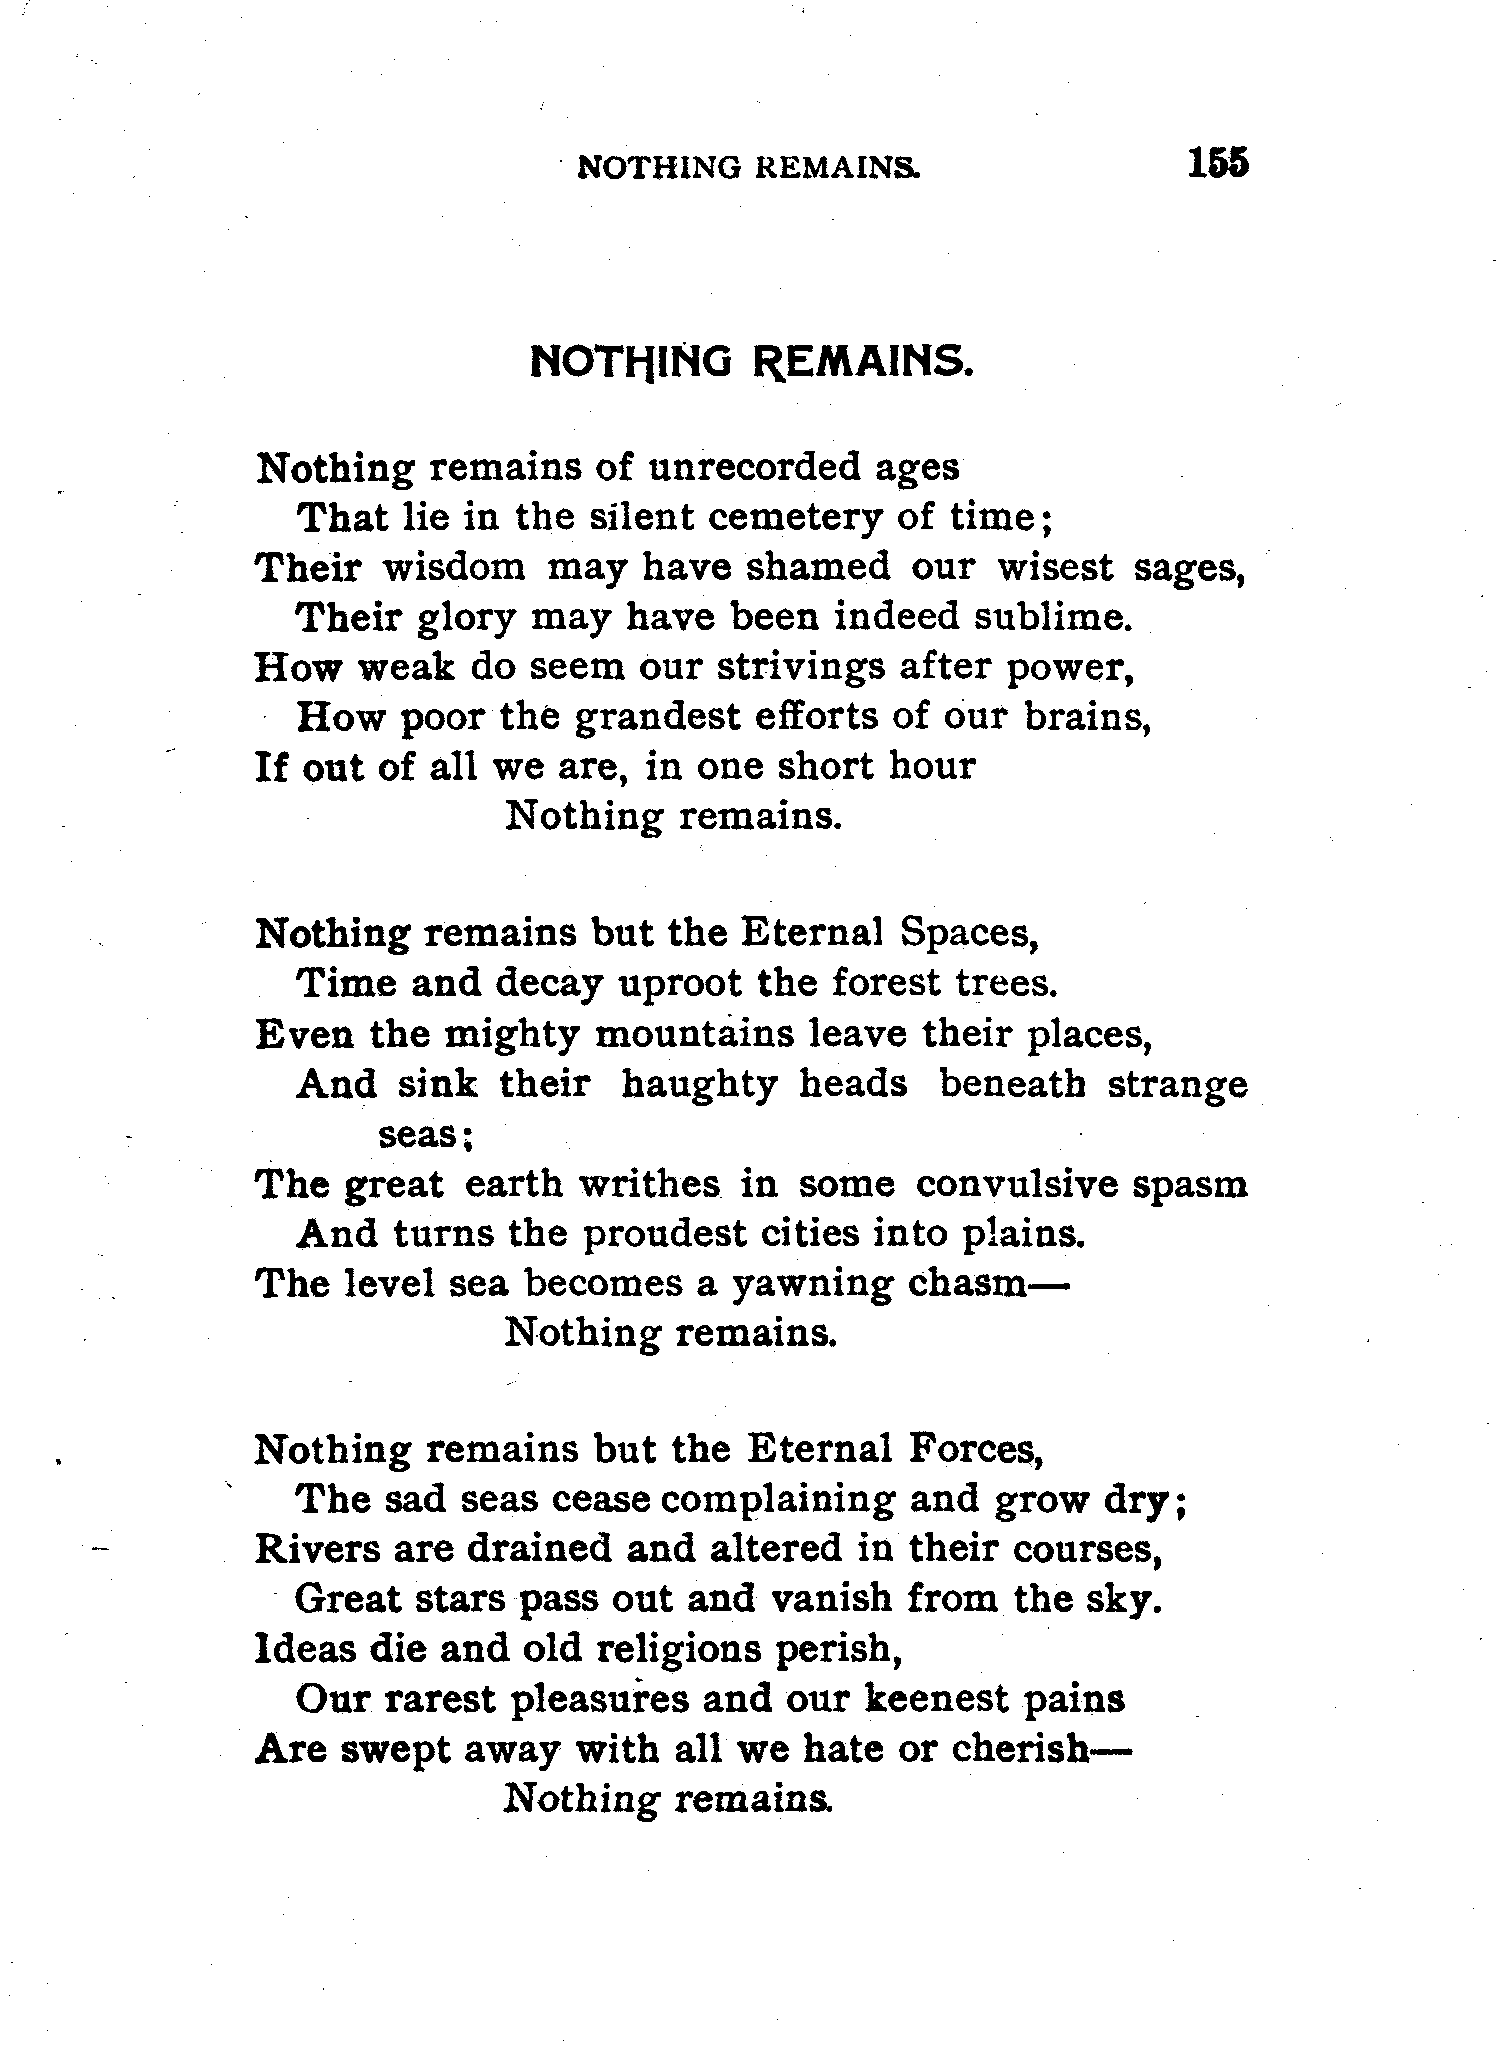 NOTHING REMAINS. 155
NOTHING REMAINS.
Nothing remains of unrecorded ages
That lie in the silent cemetery of time;
Their wisdom may have shamed our wisest sages,
Their glory may have been indeed sublime.
How weak do seem our strivings after power,
How poor the grandest efforts of our brains,
If out of all we are, in one short hour
Nothing remains.
Nothing remains but the Eternal Spaces,
Time and decay uproot the forest trees.
Even the mighty mountains leave their places,
And sink their haughty heads beneath strange
seas;
The great earth writhes in some convulsive spasm
And turns the proudest cities into plains.
The level sea becomes a yawning chasm—
Nothing remains.
Nothing remains but the Eternal Forces,
The sad seas cease complaining and grow dry;
Rivers are drained and altered in their courses,
Great stars pass out and vanish from the sky.
Ideas die and old religions perish,
Our rarest pleasures and our keenest pains
Are swept away with all we hate or cherish—
Nothing remains.